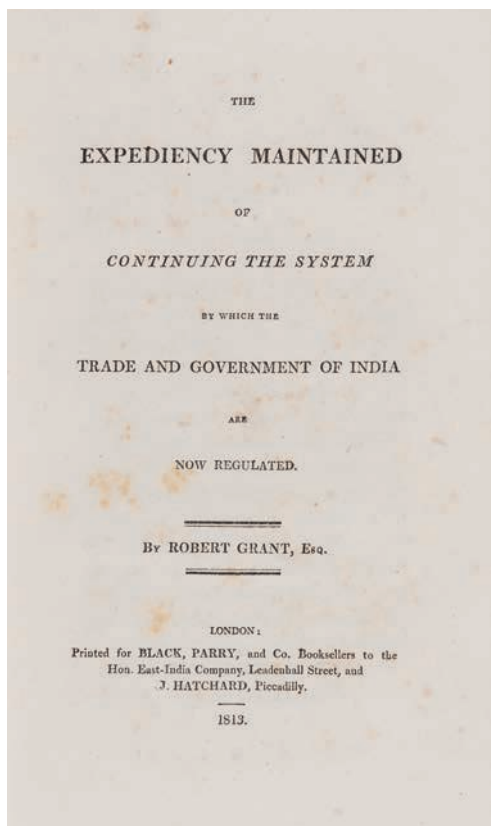 THE
EXPEDIENCY MAINTAINED
OF
CONTINUING THE SYSTEM
BY WHICH THE
TRADE AND GOVERNMENT OF INDIA
ARE
NOW REGULATED.
By ROBERT GRANT, Esq.
LONDON:
Printed for BLACK, PARRY, and Co. Booksellers to the
Hon. East-India Company, Leadenhall Street, and
J. HATCHARD, Piccadilly.
1813.